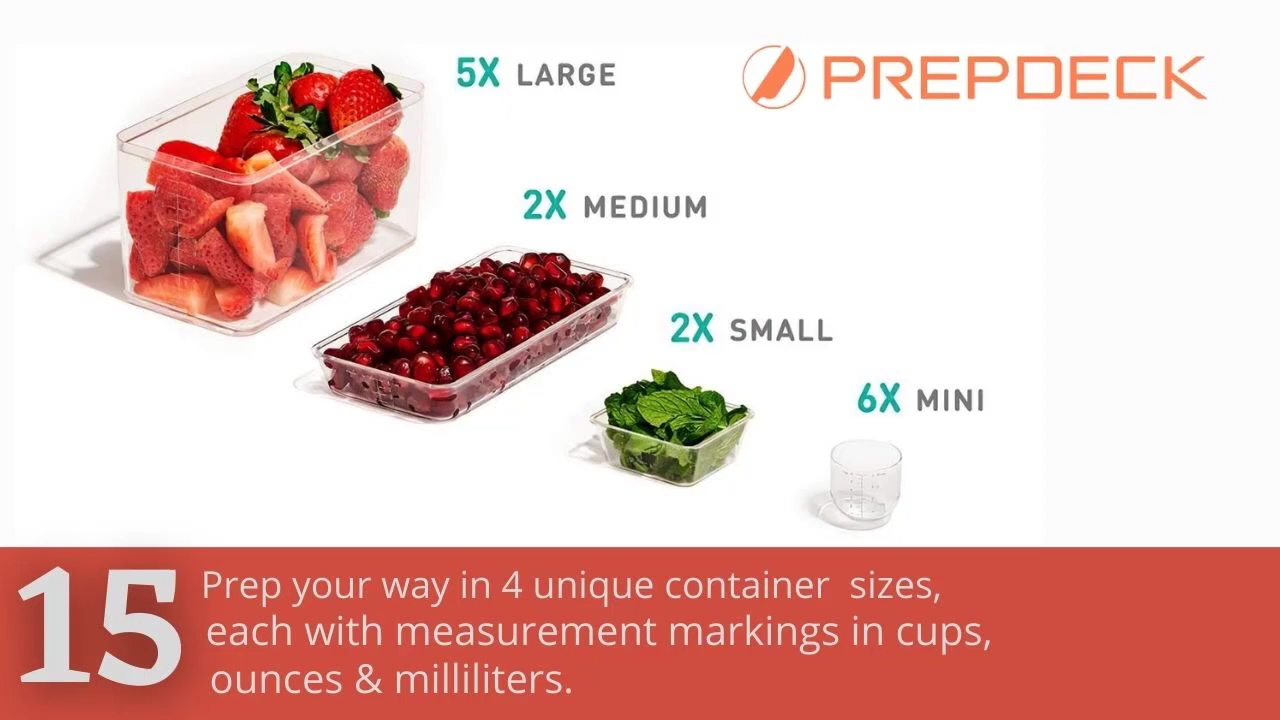 5X LARGE
PREPDECK
2X MEDIUM
2X SMALL
6X MINI
15
Prep your way in 4 unique container sizes,
each with measurement markings in cups,
ounces & milliliters.